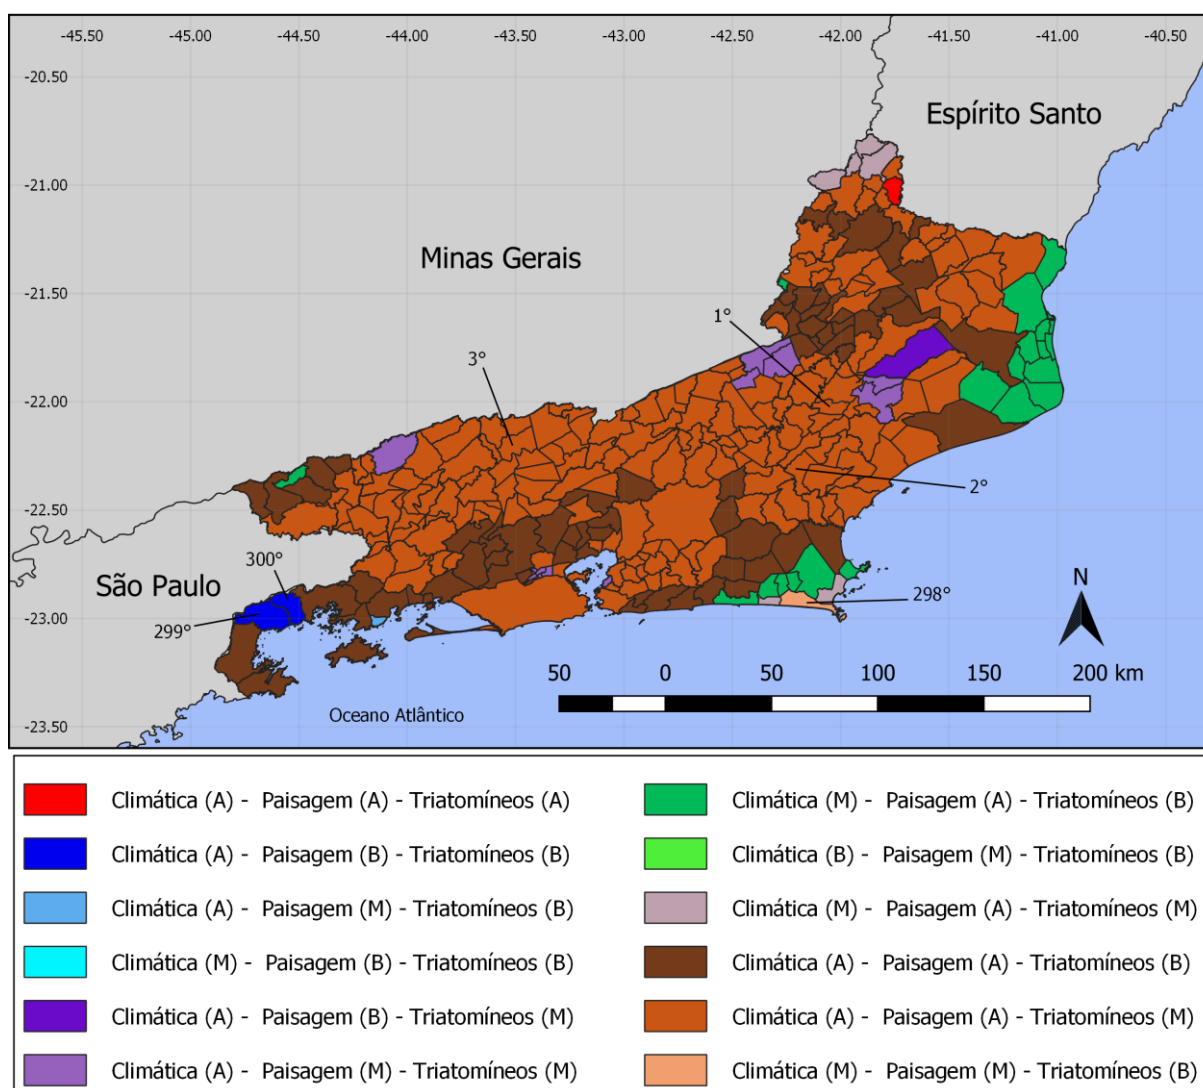 -45.50 -45.00 -44.50 -44.00 -43.50 -43.00 -42.50 -42.00 -41.50 -41.00 -40.50
-20.50
Espírito Santo
-21.00
Minas Gerais
-21.50
1°
3°
-22.00
2°
-22.50
300°
São Paulo
N
298°
-23.00
299°
50 0 50 100 150 200 km
Oceano Atlântico
-23.50
Climática (A) - Paisagem (A) - Triatomíneos (A)
Climática (A) - Paisagem (B) - Triatomíneos (B)
Climática (A) - Paisagem (M) - Triatomíneos (B)
Climática (M) - Paisagem (B) - Triatomíneos (B)
Climática (A) - Paisagem (B) - Triatomíneos (M)
Climática (A) - Paisagem (M) - Triatomíneos (M)
Climática (M) - Paisagem (A) - Triatomíneos (B)
Climática (B) - Paisagem (M) - Triatomíneos (B)
Climática (M) - Paisagem (A) - Triatomíneos (M)
Climática (A) - Paisagem (A) - Triatomíneos (B)
Climática (A) - Paisagem (A) - Triatomíneos (M)
Climática (M) - Paisagem (M) - Triatomíneos (B)